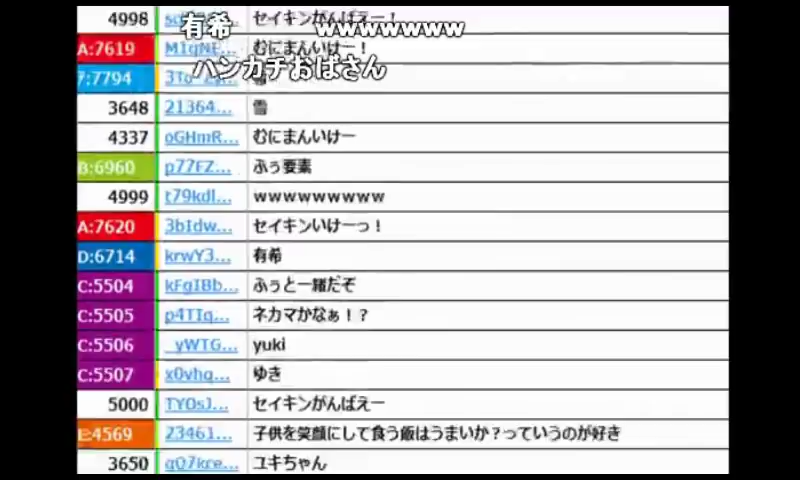 4998 セイキンがんばえー！
有希 wwwwwwww
A:7619 むにまんいけー！
ハンカチおばさん
7:7794
3648 21364... 雪
4337 oGHmR... むにまんいけー
B:6960 p77FZ... ふぅ要素
4999 t79kdl... wwwwwwwww
A:7620 3bIdw... セイキンいけーっ！
D:6714 krwY3... 有希
C:5504 kFgIBb... ふぅと一緒だぞ
C:5505 p4TIq... ネカマかなぁ！？
C:5506 _yWTG... yuki
C:5507 x0vhq... ゆき
5000 TYOsJ... セイキンがんばえー
E:4569 23461... 子供を笑顔にして食う飯はうまいか？っていうのが好き
3650 gQ7kce... ユキちゃん